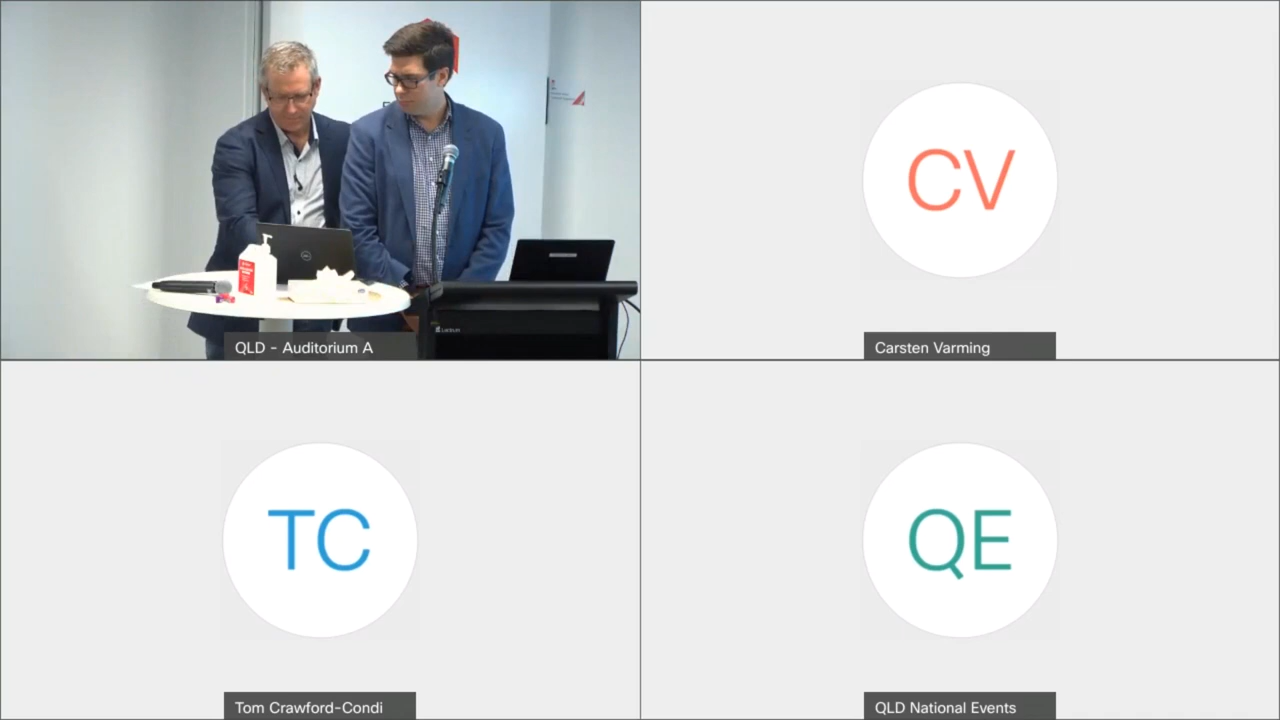 QLD - Auditorium A
CV
Carsten Varming
TC
Tom Crawford-Condi
QE
QLD National Events